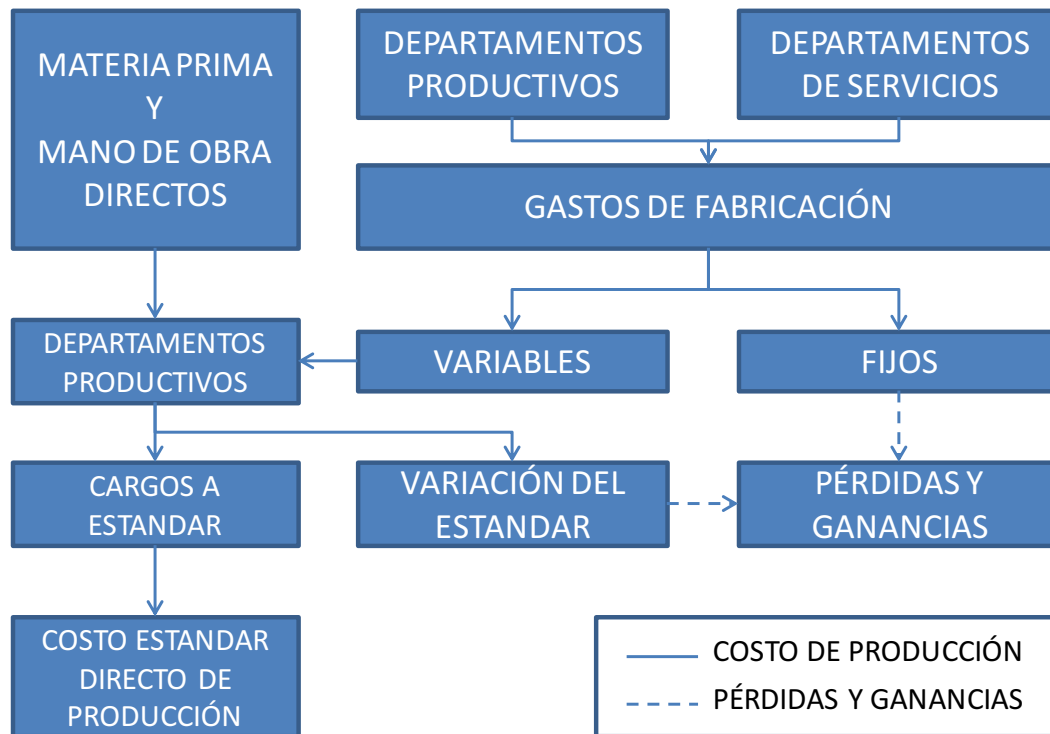 MATERIA PRIMA
Y
MANO DE OBRA
DIRECTOS
DEPARTAMENTOS
PRODUCTIVOS
DEPARTAMENTOS
DE SERVICIOS
GASTOS DE FABRICACIÓN
DEPARTAMENTOS
PRODUCTIVOS
VARIABLES
FIJOS
CARGOS A
ESTANDAR
VARIACIÓN DEL
ESTANDAR
PÉRDIDAS Y
GANANCIAS
COSTO ESTANDAR
DIRECTO DE
PRODUCCIÓN
COSTO DE PRODUCCIÓN
PÉRDIDAS Y GANANCIAS